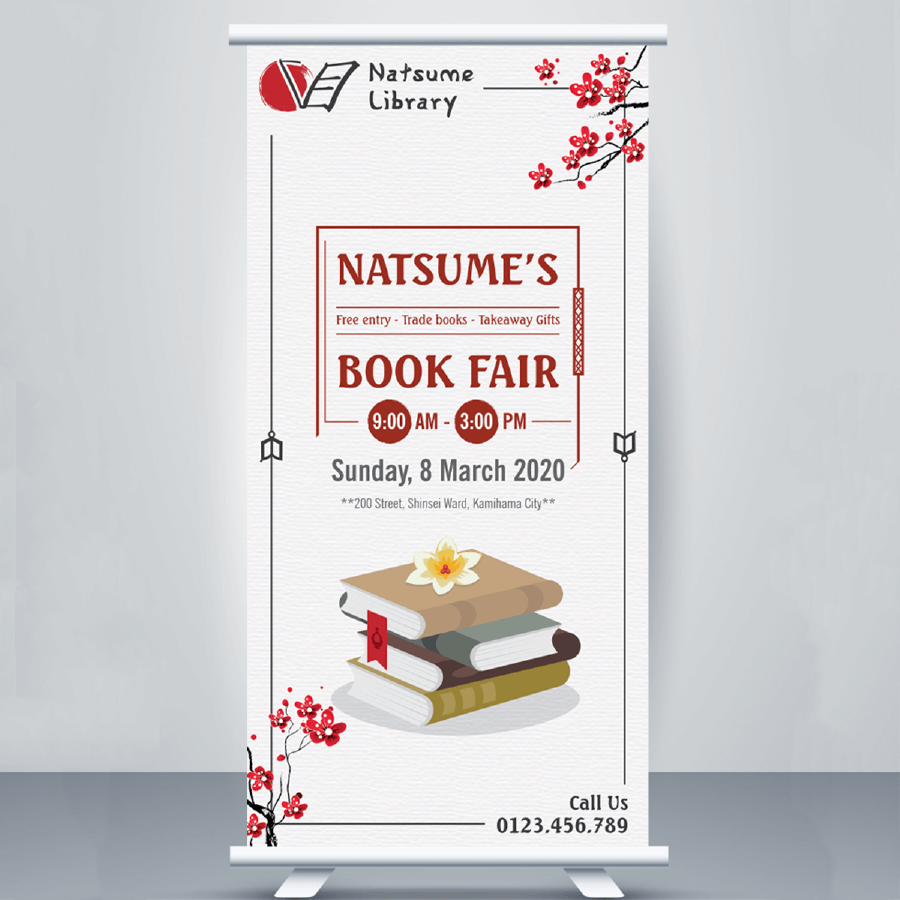 Natsume
Library
NATSUME'S
Free entry - Trade books - Takeaway Gifts
BOOK FAIR
9:00 AM - 3:00 PM
Sunday, 8 March 2020
**200 Street, Shinsei Ward, Kamihama City**
Call Us
0123.456.789